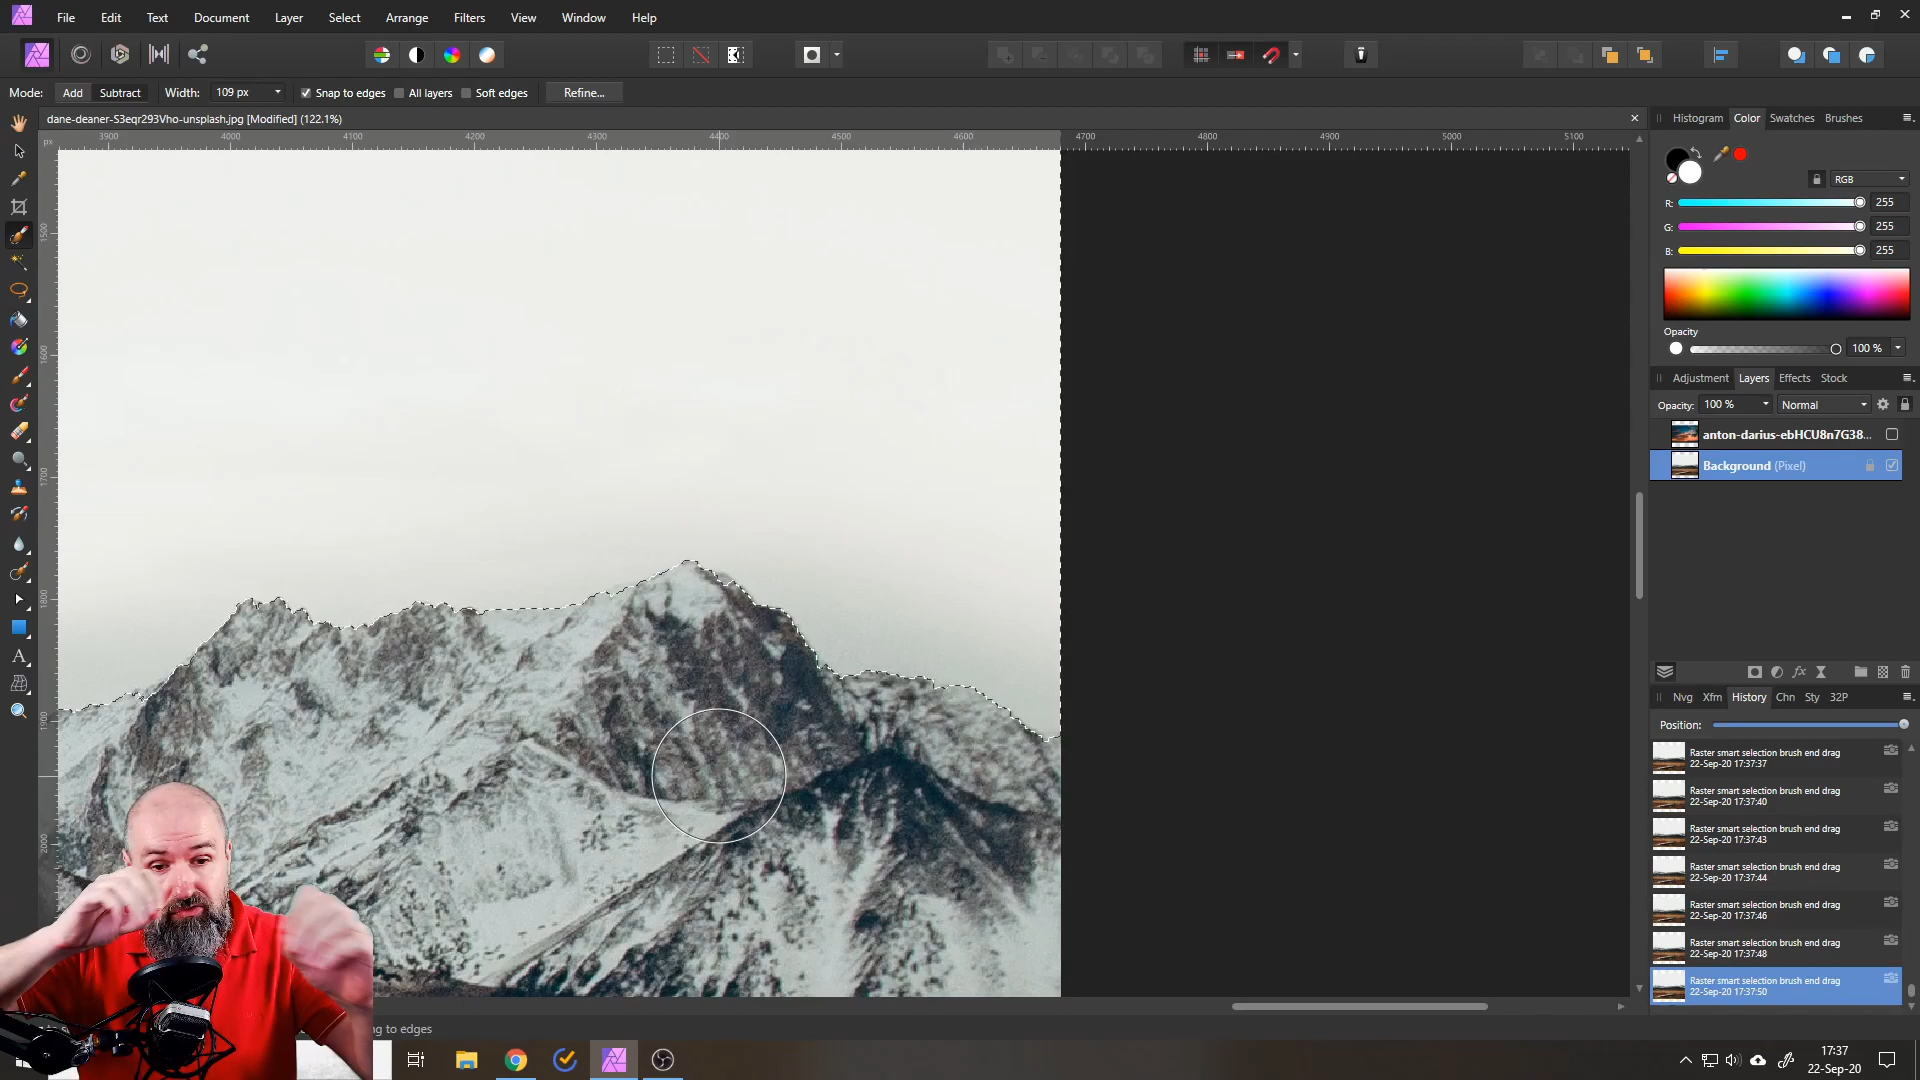 File Edit Text Document Layer Select Arrange Filters View Window Help
Mode: Add Subtract Width: 109 px Snap to edges All layers Soft edges Refine...
dane-deaner-S3eqr293Vho-unsplash.jpg [Modified] (122.1%)
px 3900 4000 4100 4200 4300 4400 4500 4600 4700 4800 4900 5000 5100
1500
1600
1700
1800
1900
2000
Histogram Color Swatches Brushes
RGB
R: 255
G: 255
B: 255
Opacity
100 %
Adjustment Layers Effects Stock
Opacity: 100 % Normal
anton-darius-ebHCU8n7G38...
Background (Pixel)
fx
Nvg Xfm History Chn Sty 32P
Position:
Raster smart selection brush end drag
22-Sep-20 17:37:37
Raster smart selection brush end drag
22-Sep-20 17:37:40
Raster smart selection brush end drag
22-Sep-20 17:37:43
Raster smart selection brush end drag
22-Sep-20 17:37:44
Raster smart selection brush end drag
22-Sep-20 17:37:46
Raster smart selection brush end drag
22-Sep-20 17:37:48
Raster smart selection brush end drag
22-Sep-20 17:37:50
to edges
17:37
22-Sep-20